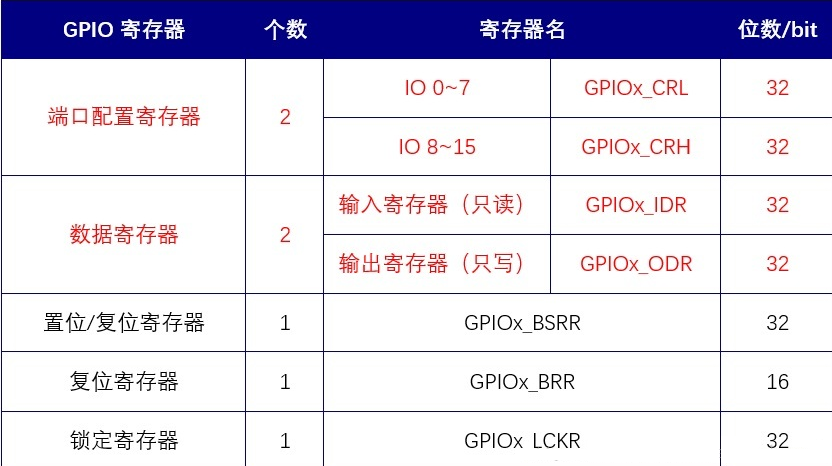 GPIO 寄存器 个数 寄存器名 位数/bit
端口配置寄存器 2 IO 0~7 GPIOx_CRL 32
IO 8~15 GPIOx_CRH 32
数据寄存器 2 输入寄存器（只读） GPIOx_IDR 32
输出寄存器（只写） GPIOx_ODR 32
置位/复位寄存器 1 GPIOx_BSRR 32
复位寄存器 1 GPIOx_BRR 16
锁定寄存器 1 GPIOx_LCKR 32